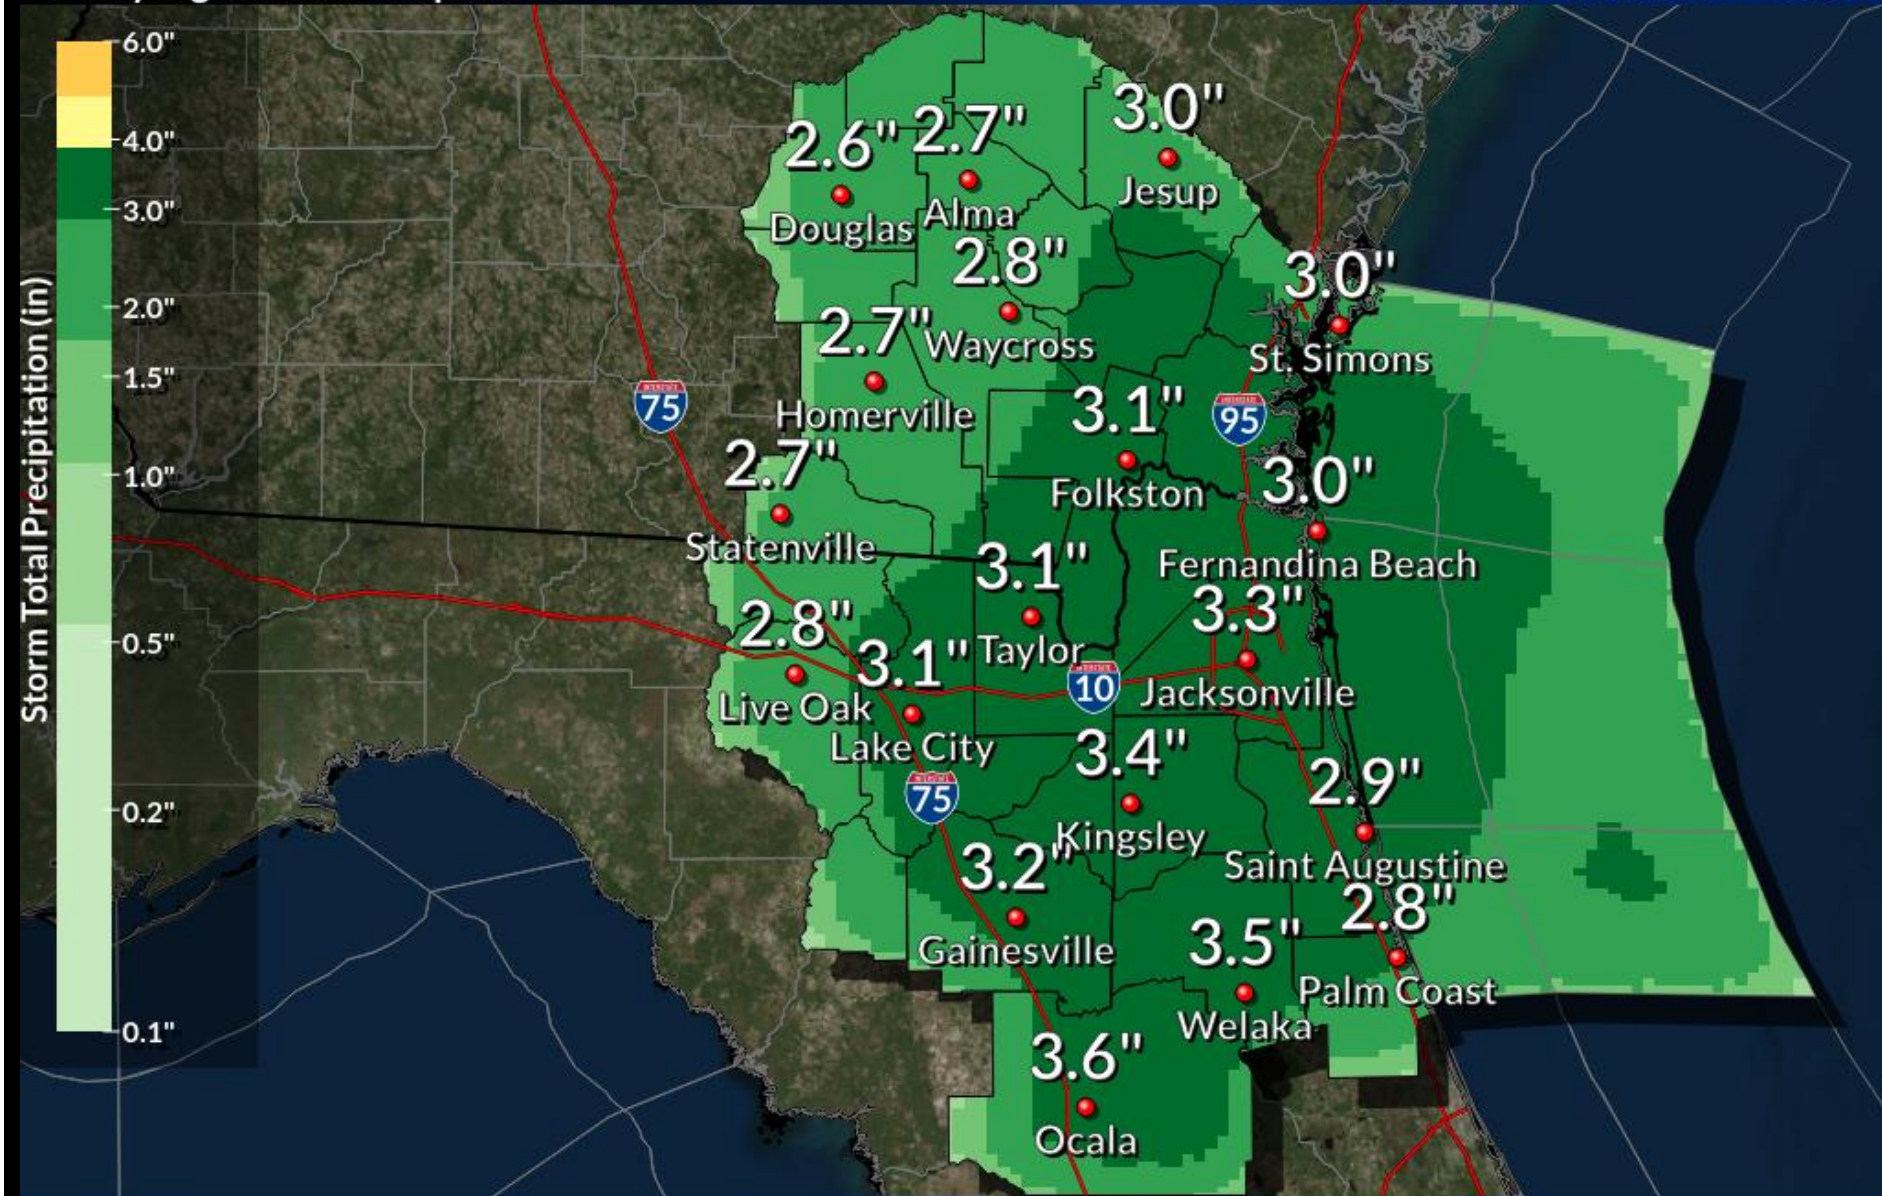 6.0"
4.0"
3.0"
2.0"
1.5"
1.0"
0.5"
0.2"
0.1"
Storm Total Precipitation (in)
2.6"
Douglas
2.7"
Alma
3.0"
Jesup
2.8"
Waycross
3.0"
St. Simons
2.7"
Homerville
INTERSTATE
75
3.1"
Folkston
INTERSTATE
95
2.7"
Statenville
3.0"
Fernandina Beach
3.1"
Taylor
3.3"
Jacksonville
2.8"
Live Oak
3.1"
Lake City
INTERSTATE
10
INTERSTATE
75
3.4"
Kingsley
2.9"
Saint Augustine
3.2"
Gainesville
2.8"
Palm Coast
3.5"
Welaka
3.6"
Ocala